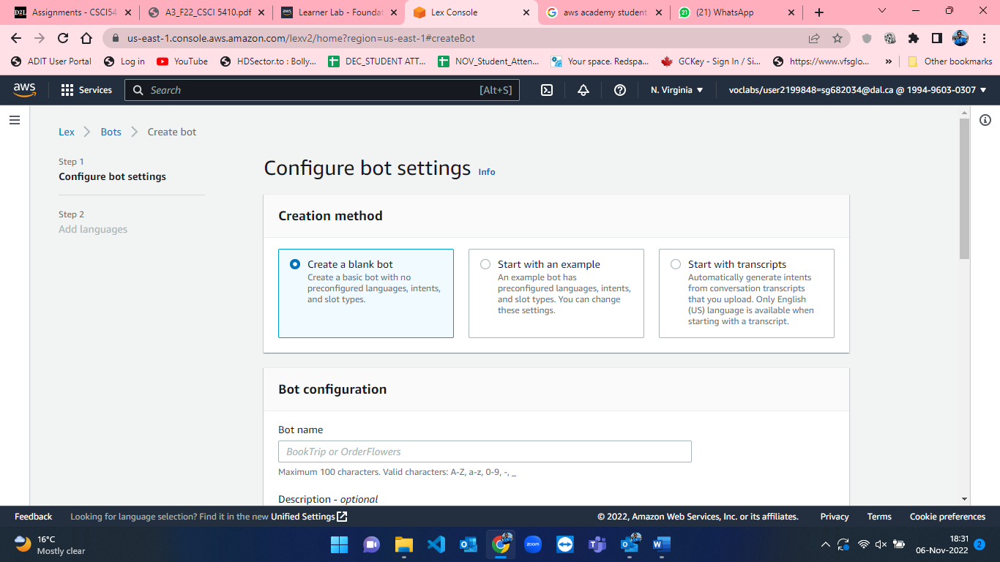 Assignments - CSCI54
A3_F22_CSCI 5410.pdf
Learner Lab - Foundat
Lex Console
aws academy student
(21) WhatsApp
us-east-1.console.aws.amazon.com/lexv2/home?region=us-east-1#createBot
ADIT User Portal
Log in
YouTube
HDSector.to : Bolly...
DEC_STUDENT ATT...
NOV_Student_Atten...
Your space. Redspa...
GCKey - Sign In / Si...
https://www.vfsglo...
»
Other bookmarks
aws
Services
Search
[Alt+S]
N. Virginia
voclabs/user2199848=sg682034@dal.ca @ 1994-9603-0307
Lex
Bots
Create bot
Step 1
Configure bot settings
Step 2
Add languages
Configure bot settings Info
Creation method
Create a blank bot
Create a basic bot with no
preconfigured languages, intents,
and slot types.
Start with an example
An example bot has
preconfigured languages, intents,
and slot types. You can change
these settings.
Start with transcripts
Automatically generate intents
from conversation transcripts
that you upload. Only English
(US) language is available when
starting with a transcript.
Bot configuration
Bot name
BookTrip or OrderFlowers
Maximum 100 characters. Valid characters: A-Z, a-z, 0-9, -, _
Description - optional
Feedback
Looking for language selection? Find it in the new Unified Settings
© 2022, Amazon Web Services, Inc. or its affiliates.
Privacy
Terms
Cookie preferences
16°C
Mostly clear
zoom
18:31
06-Nov-2022
2